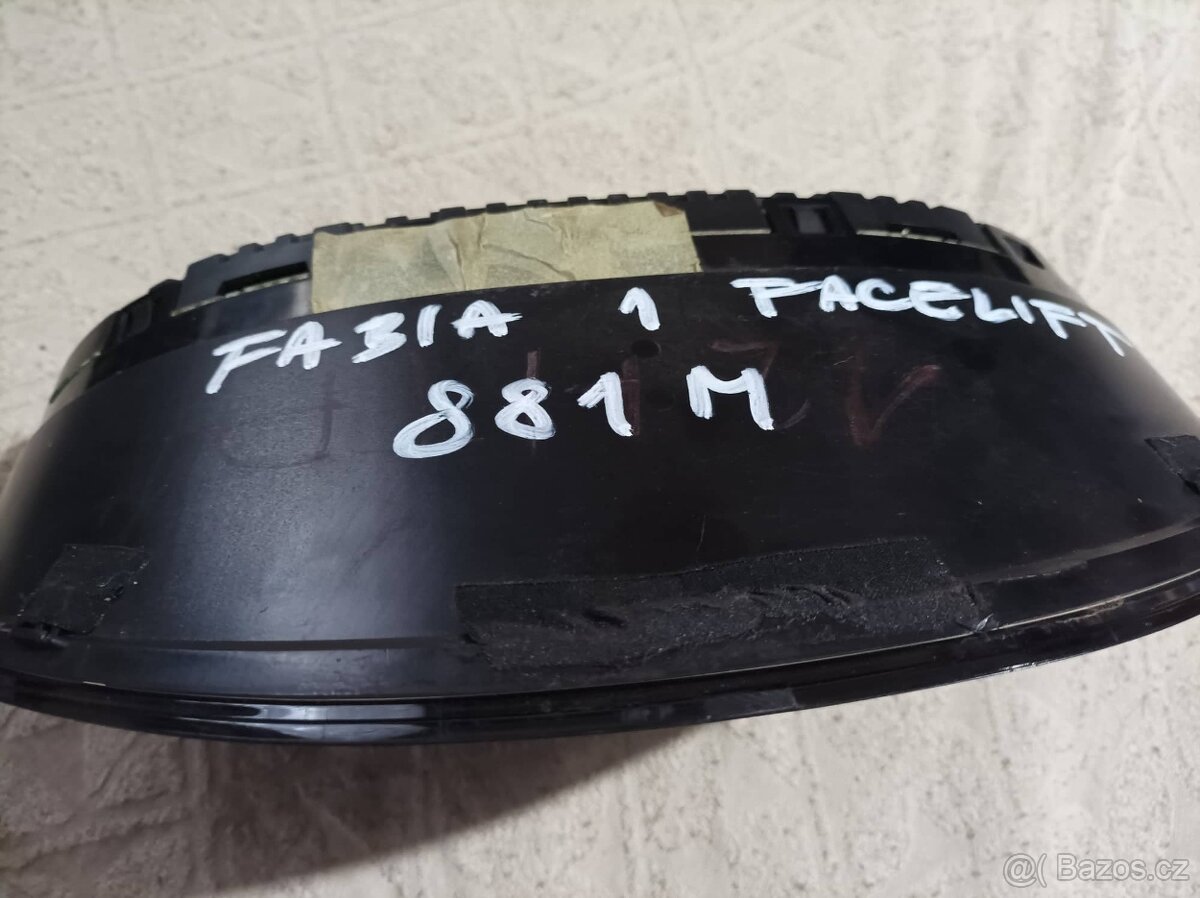 FABIA 1 FACELIFT
881M
@( Bazos.cz